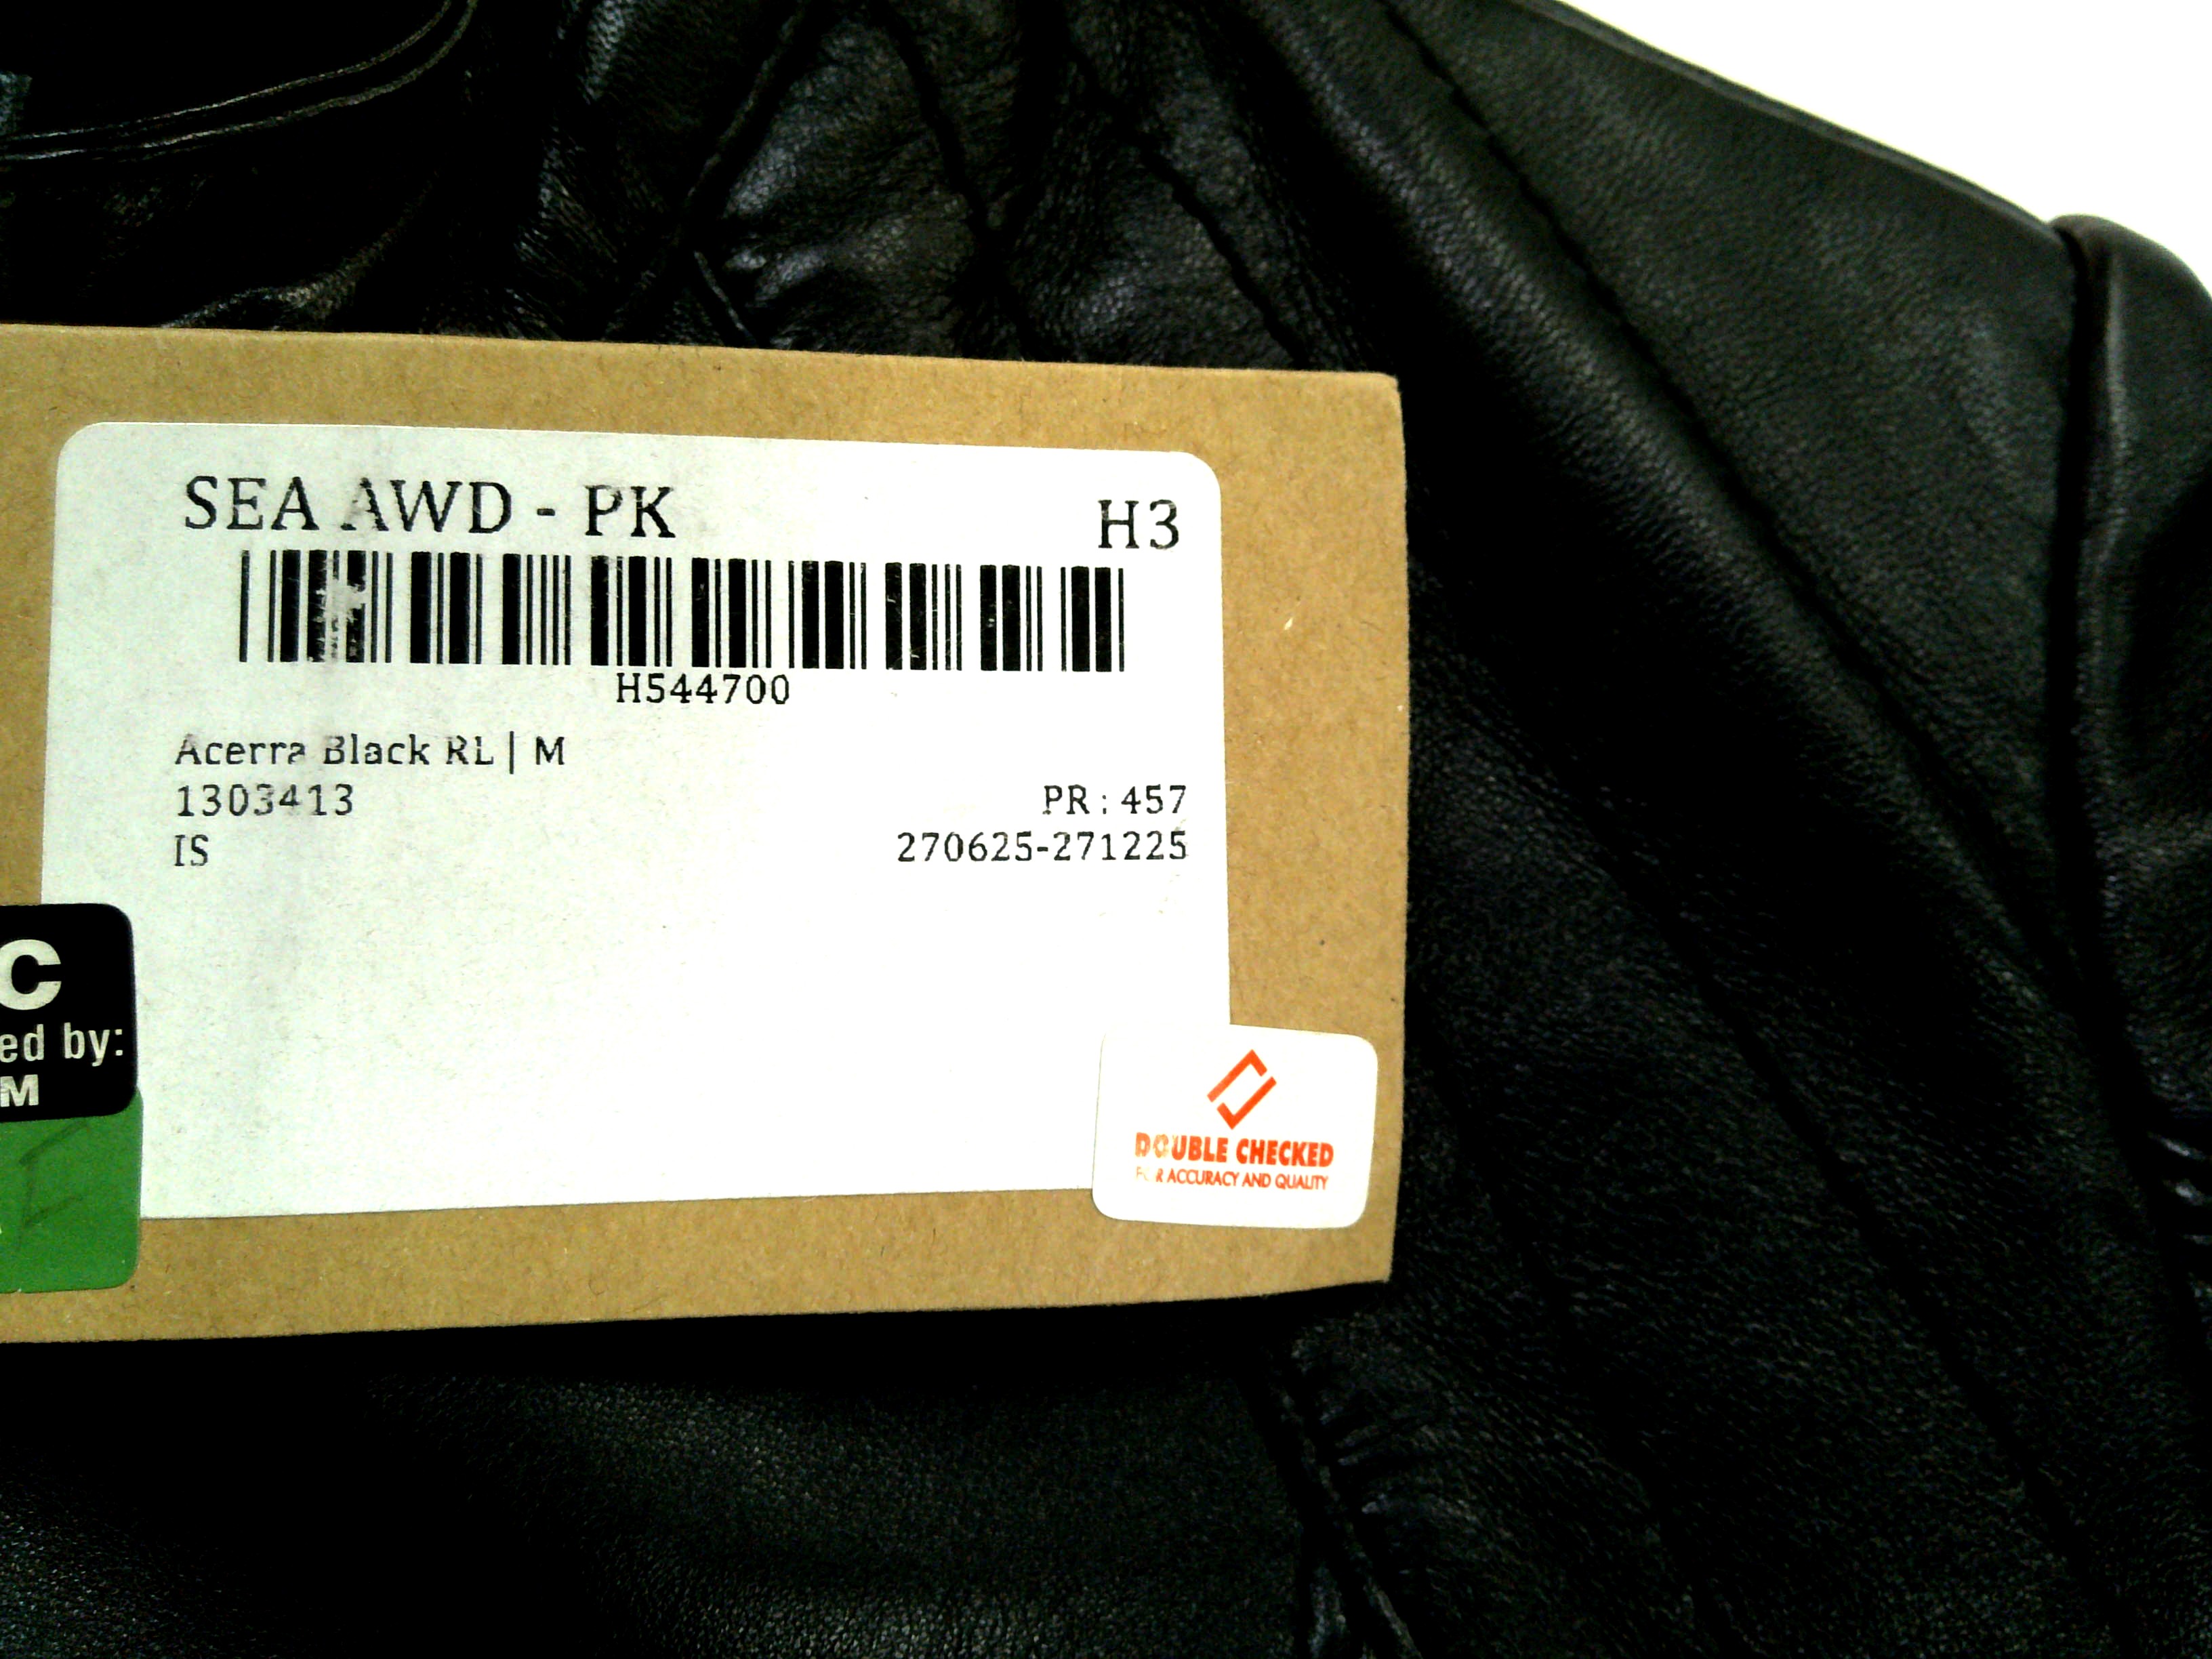 SEA AWD - PK
H3
H544700
Acerra Black RL | M
1303413
PR : 457
IS
270625-271225
C
ed by:
M
DOUBLE CHECKED
FOR ACCURACY AND QUALITY